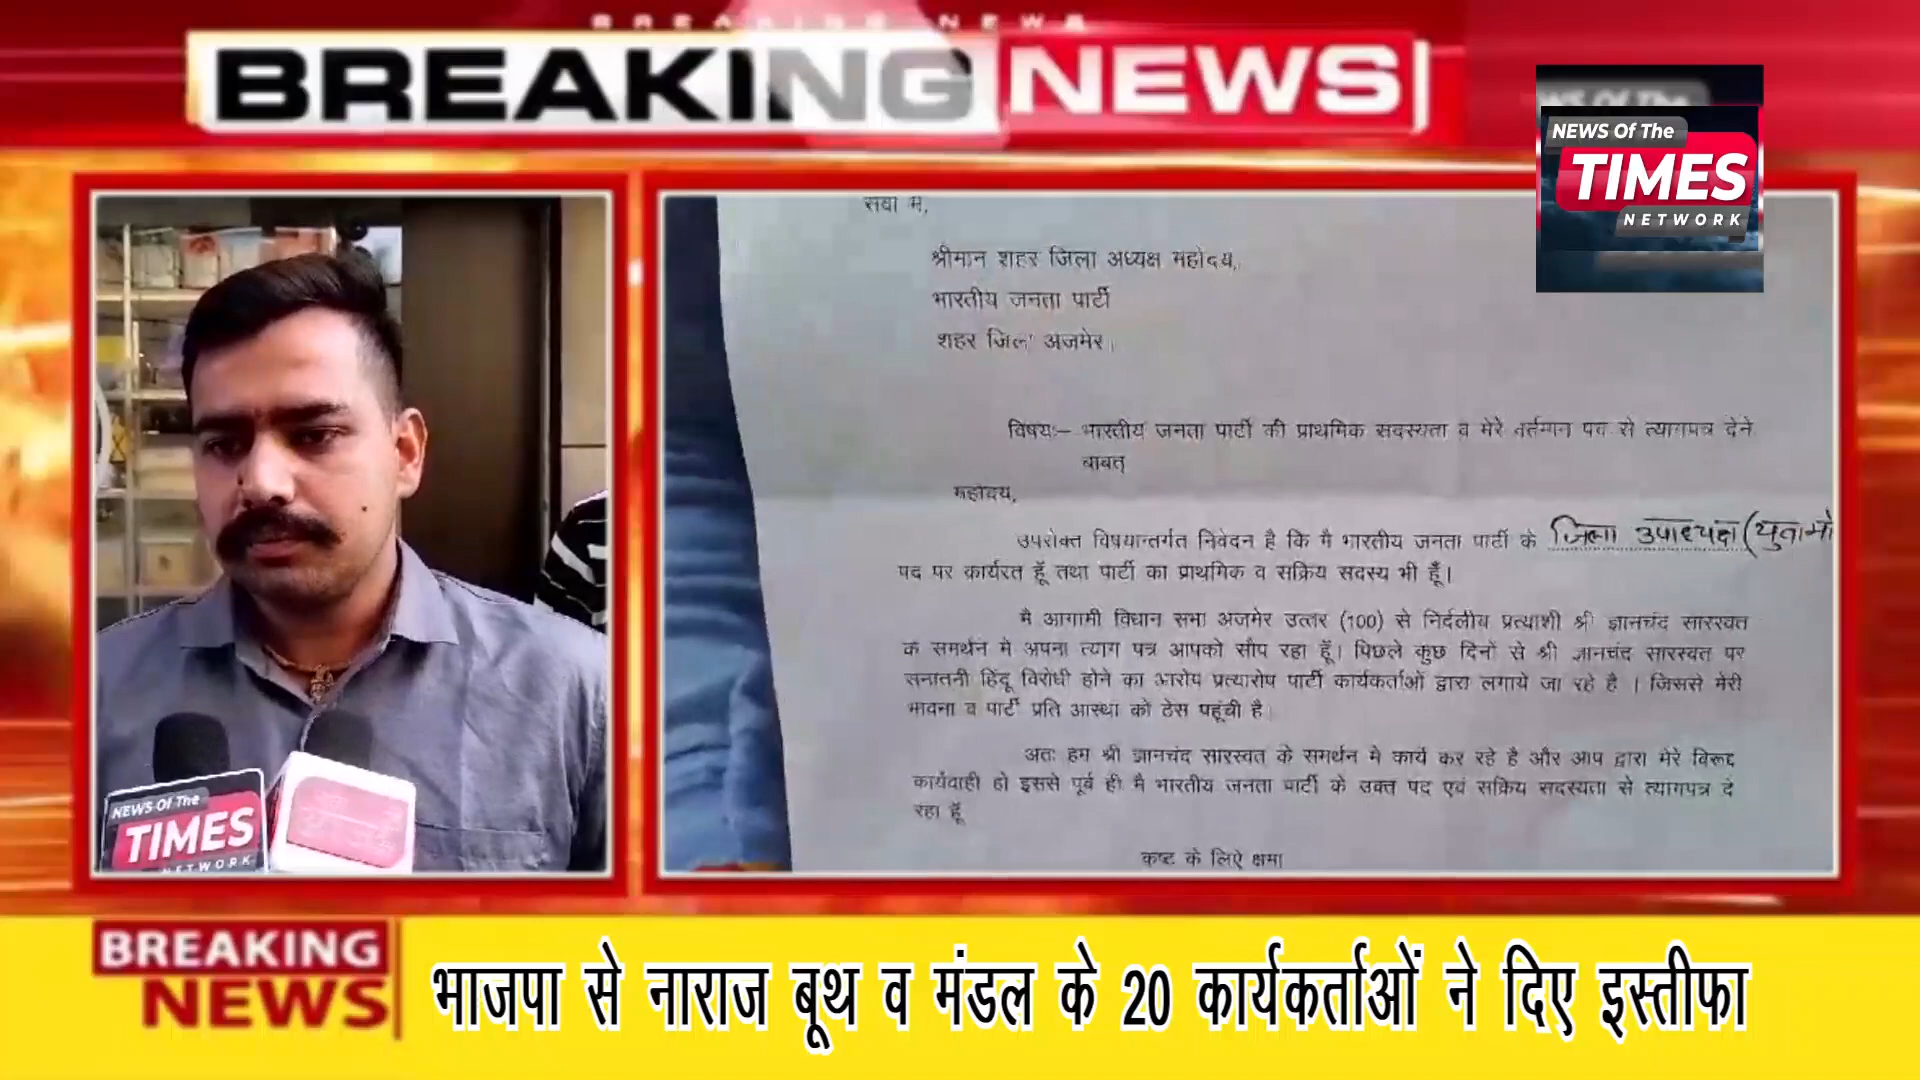 BREAKING NEWS
BREAKING NEWS
NEWS Of The
TIMES
NETWORK
सेवा में,
श्रीमान शहर जिला अध्यक्ष महोदय,
भारतीय जनता पार्टी
शहर जिला अजमेर।
विषयः– भारतीय जनता पार्टी की प्राथमिक सदस्यता व मेरे वर्तमान पद से त्यागपत्र देने
बाबत्
महोदय,
उपरोक्त विषयान्तर्गत निवेदन है कि मै भारतीय जनता पार्टी के जिला उपाध्यक्ष (युवामो
पद पर कार्यरत हूँ तथा पार्टी का प्राथमिक व सक्रिय सदस्य भी हूँ।
मै आगामी विधान सभा अजमेर उत्तर (100) से निर्दलीय प्रत्याशी श्री ज्ञानचंद सारस्वत
के समर्थन मे अपना त्याग पत्र आपको सौप रहा हूँ। पिछले कुछ दिनों से श्री ज्ञानचंद सारस्वत पर
सनातनी हिंदू विरोधी होने का आरोप प्रत्यारोप पार्टी कार्यकर्ताओं द्वारा लगाये जा रहे है । जिससे मेरी
भावना व पार्टी प्रति आस्था को ठेस पहूंची है।
अतः हम श्री ज्ञानचंद सारस्वत के समर्थन मे कार्य कर रहे है और आप द्वारा मेरे विरूद्द
कार्यवाही हो इससे पूर्व ही मै भारतीय जनता पार्टी के उक्त पद एवं सक्रिय सदस्यता से त्यागपत्र दे
रहा हूँ
कष्ट के लिऐ क्षमा
NEWS Of The
TIMES
NETWORK
BREAKING
NEWS
भाजपा से नाराज बूथ व मंडल के 20 कार्यकर्ताओं ने दिए इस्तीफा